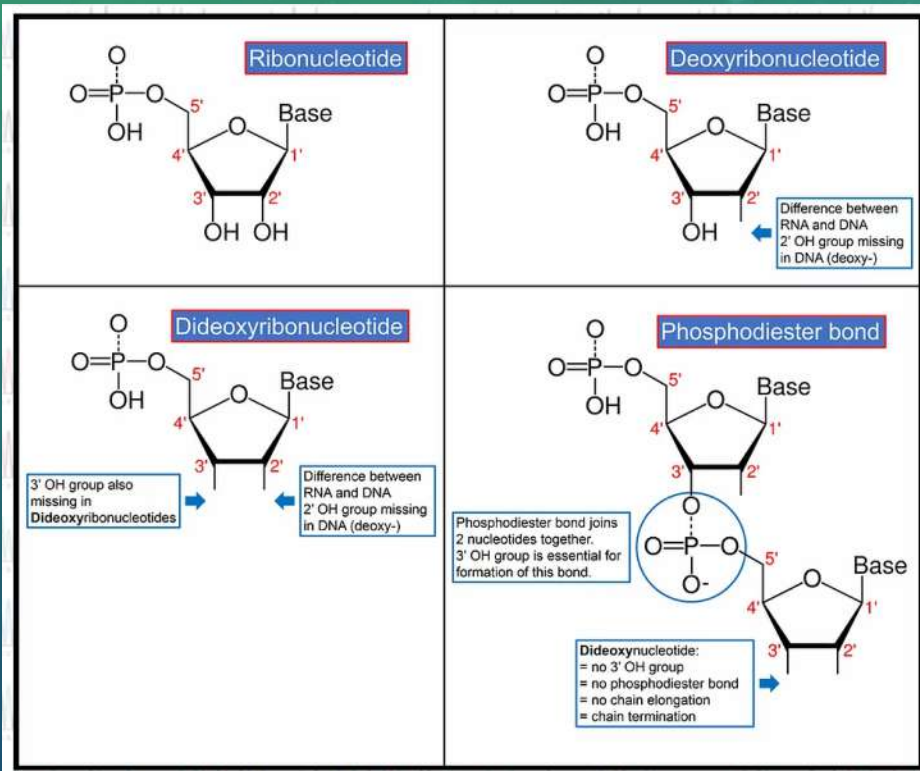 Ribonucleotide
O
O=P—O
OH
5'
O
Base
4'
1'
3'
2'
OH
OH
Deoxyribonucleotide
O
O=P—O
OH
5'
O
Base
4'
1'
3'
2'
OH
Difference between
RNA and DNA
2' OH group missing
in DNA (deoxy-)
Dideoxyribonucleotide
O
O=P—O
OH
5'
O
Base
4'
1'
3'
2'
3' OH group also
missing in
Dideoxyribonucleotides
Difference between
RNA and DNA
2' OH group missing
in DNA (deoxy-)
Phosphodiester bond
O
O=P—O
OH
5'
O
Base
4'
1'
3'
2'
O
O=P—O
O-
Phosphodiester bond joins
2 nucleotides together.
3' OH group is essential for
formation of this bond.
5'
O
Base
4'
1'
3'
2'
Dideoxynucleotide:
= no 3' OH group
= no phosphodiester bond
= no chain elongation
= chain termination